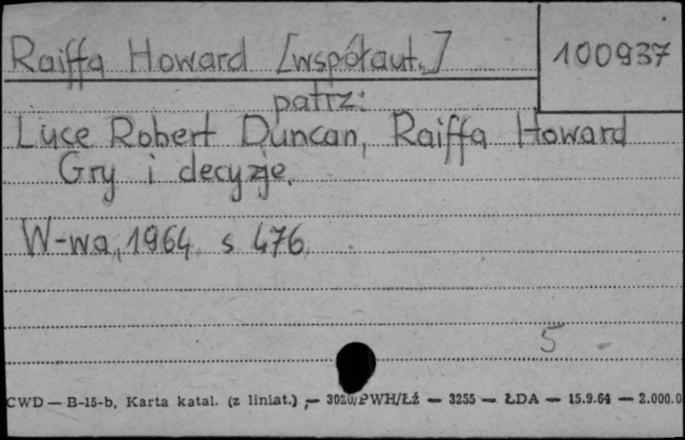 Raiffa Howard [współaut.]
100937
patrz:
Luce Robert Duncan, Raiffa Howard
Gry i decyzje.
W-wa, 1964 s 476.
5
CWD — B-15-b, Karta katal. (z liniat.) — 3020/PWH/Łź — 3255 — ŁDA — 15.9.64 — 2.000.0